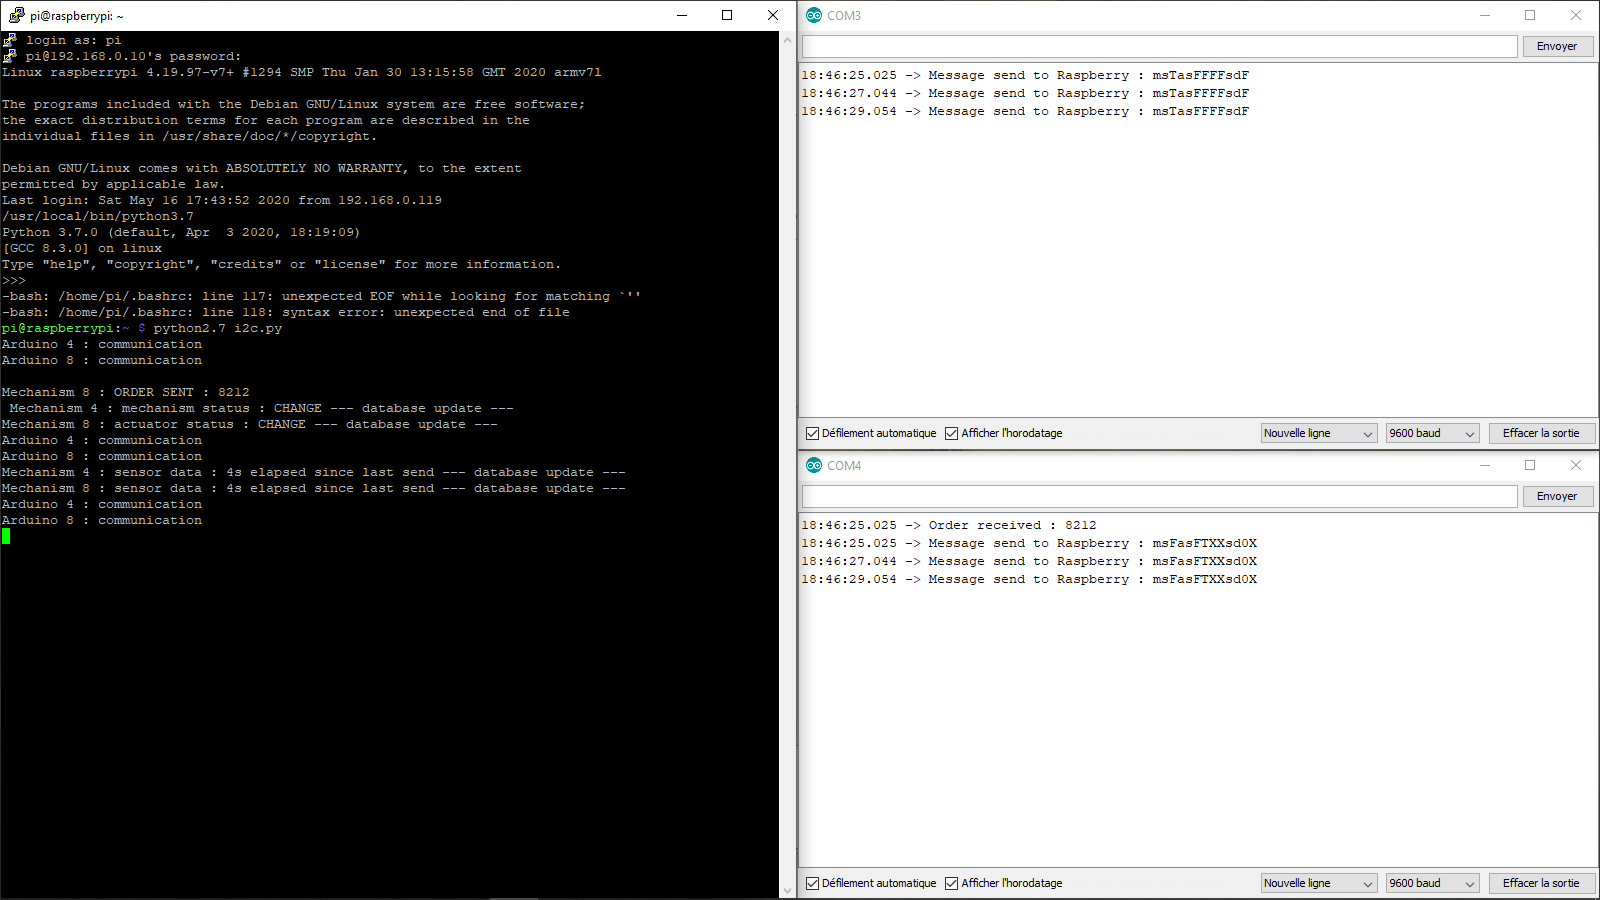 pi@raspberrypi: ~
login as: pi
pi@192.168.0.10's password:
Linux raspberrypi 4.19.97-v7+ #1294 SMP Thu Jan 30 13:15:58 GMT 2020 armv7l
The programs included with the Debian GNU/Linux system are free software;
the exact distribution terms for each program are described in the
individual files in /usr/share/doc/*/copyright.
Debian GNU/Linux comes with ABSOLUTELY NO WARRANTY, to the extent
permitted by applicable law.
Last login: Sat May 16 17:43:52 2020 from 192.168.0.119
/usr/local/bin/python3.7
Python 3.7.0 (default, Apr  3 2020, 18:19:09)
[GCC 8.3.0] on linux
Type "help", "copyright", "credits" or "license" for more information.
>>>
-bash: /home/pi/.bashrc: line 117: unexpected EOF while looking for matching `''
-bash: /home/pi/.bashrc: line 118: syntax error: unexpected end of file
pi@raspberrypi:~ $ python2.7 i2c.py
Arduino 4 : communication
Arduino 8 : communication
Mechanism 8 : ORDER SENT : 8212
Mechanism 4 : mechanism status : CHANGE --- database update ---
Mechanism 8 : actuator status : CHANGE --- database update ---
Arduino 4 : communication
Arduino 8 : communication
Mechanism 4 : sensor data : 4s elapsed since last send --- database update ---
Mechanism 8 : sensor data : 4s elapsed since last send --- database update ---
Arduino 4 : communication
Arduino 8 : communication
COM3
Envoyer
18:46:25.025 -> Message send to Raspberry : msTasFFFFsdF
18:46:27.044 -> Message send to Raspberry : msTasFFFFsdF
18:46:29.054 -> Message send to Raspberry : msTasFFFFsdF
Défilement automatique Afficher l'horodatage Nouvelle ligne 9600 baud Effacer la sortie
COM4
Envoyer
18:46:25.025 -> Order received : 8212
18:46:25.025 -> Message send to Raspberry : msFasFTXXsd0X
18:46:27.044 -> Message send to Raspberry : msFasFTXXsd0X
18:46:29.054 -> Message send to Raspberry : msFasFTXXsd0X
Défilement automatique Afficher l'horodatage Nouvelle ligne 9600 baud Effacer la sortie